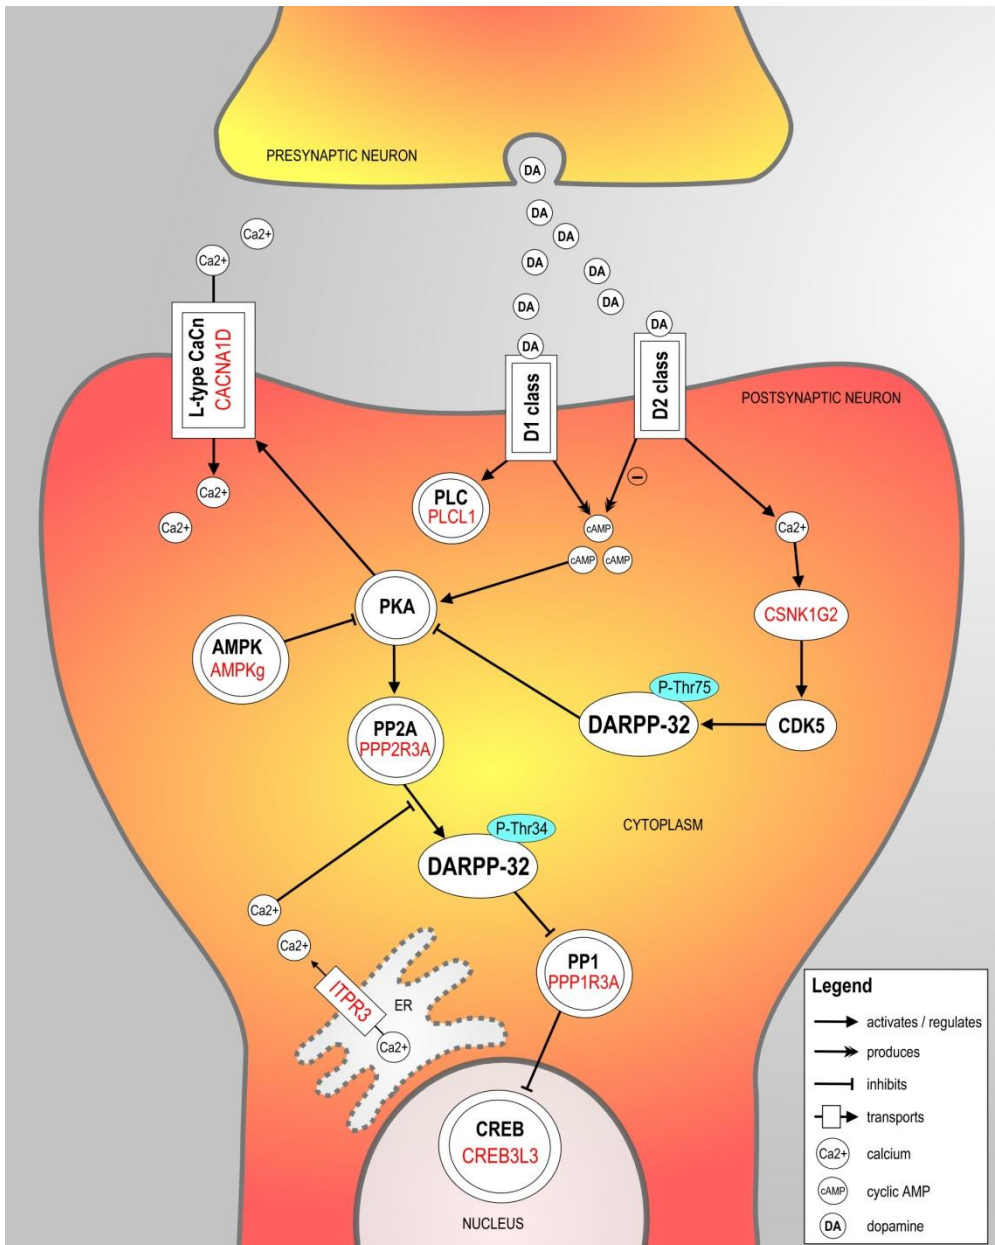 PRESYNAPTIC NEURON
DA
DA
DA
DA
DA
DA
DA
DA
DA
Ca2+
Ca2+
L-type CaCn
CACNA1D
D1 class
D2 class
POSTSYNAPTIC NEURON
Ca2+
Ca2+
PLC
PLCL1
−
cAMP
cAMP
cAMP
Ca2+
PKA
CSNK1G2
AMPK
AMPKg
P-Thr75
DARPP-32
CDK5
PP2A
PPP2R3A
CYTOPLASM
P-Thr34
DARPP-32
Ca2+
Ca2+
ITPR3
ER
Ca2+
PP1
PPP1R3A
CREB
CREB3L3
NUCLEUS
Legend
activates / regulates
produces
inhibits
transports
Ca2+ calcium
cAMP cyclic AMP
DA dopamine